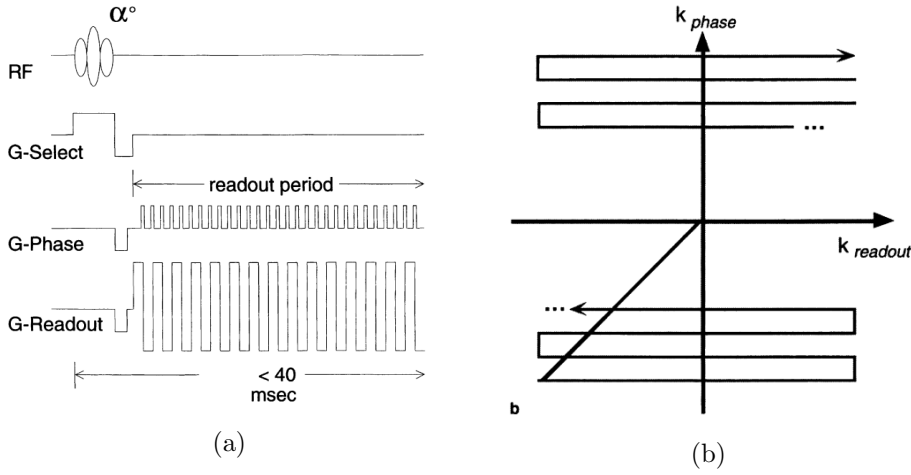 α°
RF
G-Select
readout period
G-Phase
G-Readout
< 40
msec
(a)
k phase
...
k readout
...
b
(b)